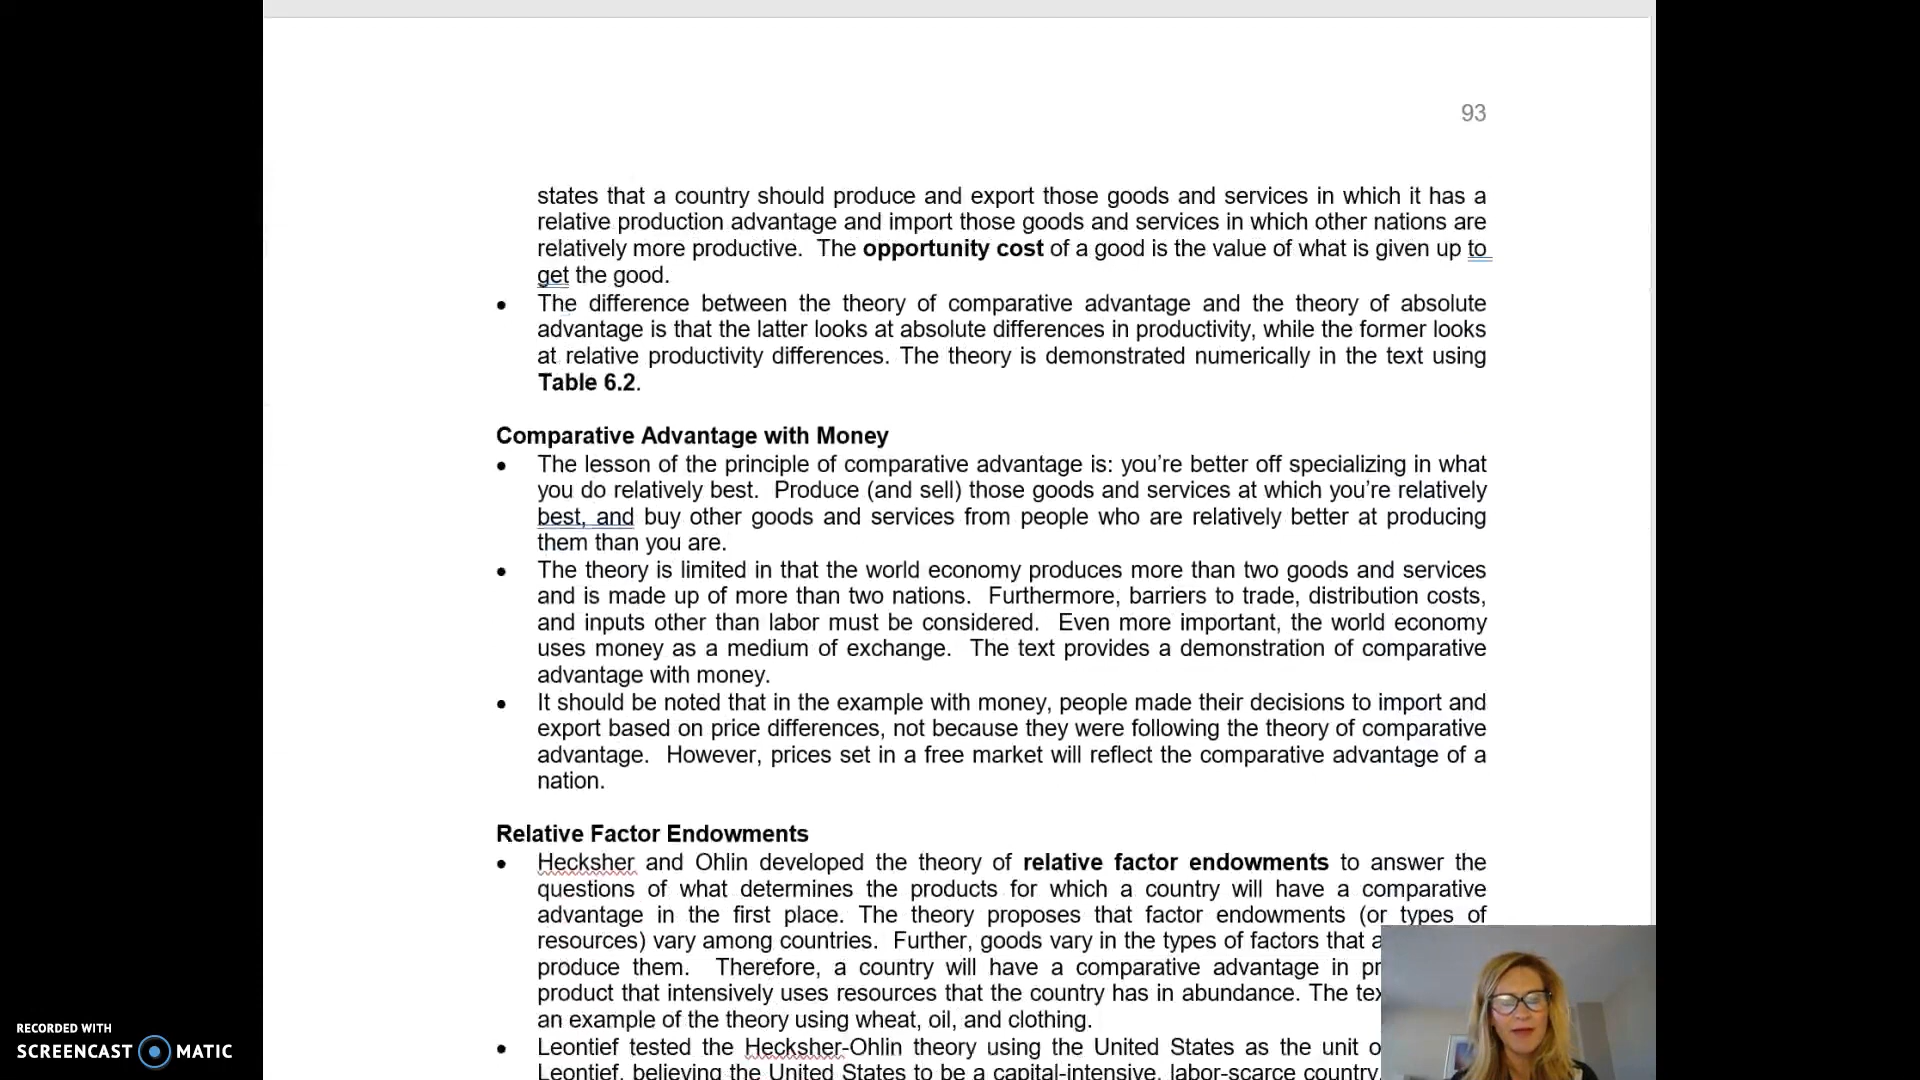 93
states that a country should produce and export those goods and services in which it has a
relative production advantage and import those goods and services in which other nations are
relatively more productive. The opportunity cost of a good is the value of what is given up to
get the good.
• The difference between the theory of comparative advantage and the theory of absolute
advantage is that the latter looks at absolute differences in productivity, while the former looks
at relative productivity differences. The theory is demonstrated numerically in the text using
Table 6.2.
Comparative Advantage with Money
• The lesson of the principle of comparative advantage is: you're better off specializing in what
you do relatively best. Produce (and sell) those goods and services at which you're relatively
best, and buy other goods and services from people who are relatively better at producing
them than you are.
• The theory is limited in that the world economy produces more than two goods and services
and is made up of more than two nations. Furthermore, barriers to trade, distribution costs,
and inputs other than labor must be considered. Even more important, the world economy
uses money as a medium of exchange. The text provides a demonstration of comparative
advantage with money.
• It should be noted that in the example with money, people made their decisions to import and
export based on price differences, not because they were following the theory of comparative
advantage. However, prices set in a free market will reflect the comparative advantage of a
nation.
Relative Factor Endowments
• Hecksher and Ohlin developed the theory of relative factor endowments to answer the
questions of what determines the products for which a country will have a comparative
advantage in the first place. The theory proposes that factor endowments (or types of
resources) vary among countries. Further, goods vary in the types of factors that
produce them. Therefore, a country will have a comparative advantage in
product that intensively uses resources that the country has in abundance. The
an example of the theory using wheat, oil, and clothing.
• Leontief tested the Hecksher-Ohlin theory using the United States as the unit
Leontief, believing the United States to be a capital-intensive, labor-scarce country,
RECORDED WITH
SCREENCAST MATIC